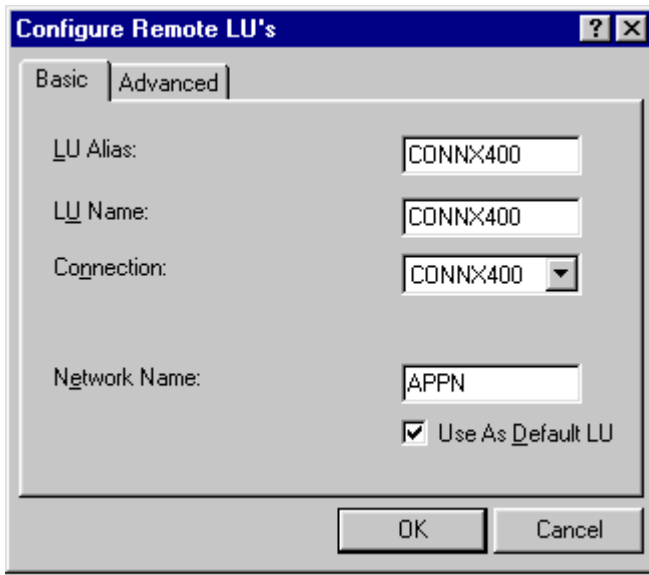 Configure Remote LU's
Basic Advanced
LU Alias: CONNX400
LU Name: CONNX400
Connection: CONNX400
Network Name: APPN
Use As Default LU
OK Cancel